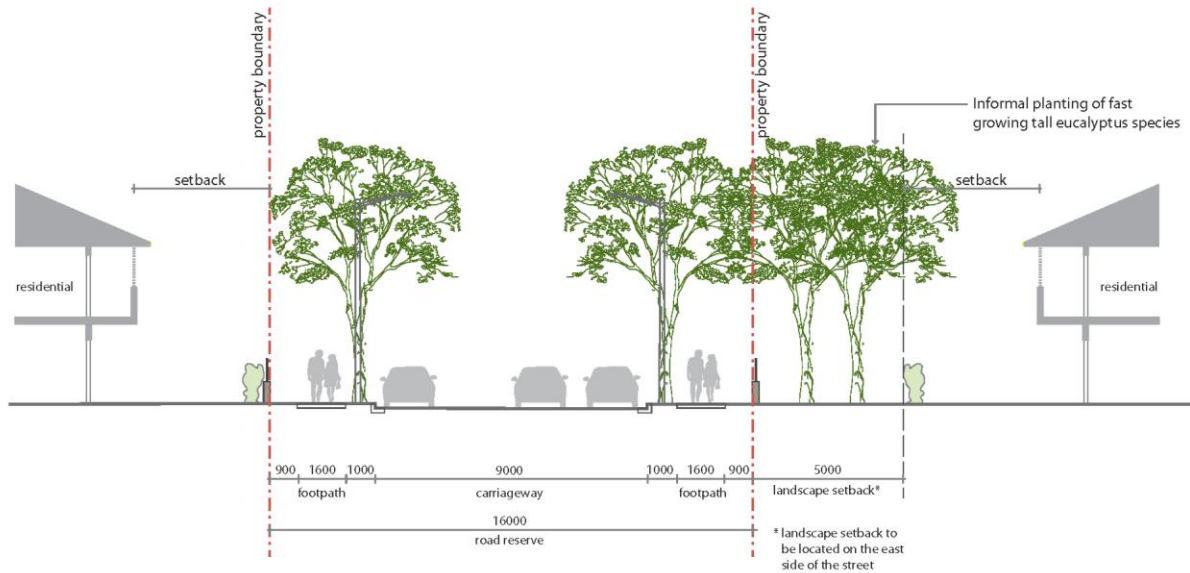 property boundary
property boundary
Informal planting of fast
growing tall eucalyptus species
setback
setback
residential
residential
900 1600 1000 9000 1000 1600 900 5000
footpath carriageway footpath landscape setback*
16000
road reserve
* landscape setback to
be located on the east
side of the street